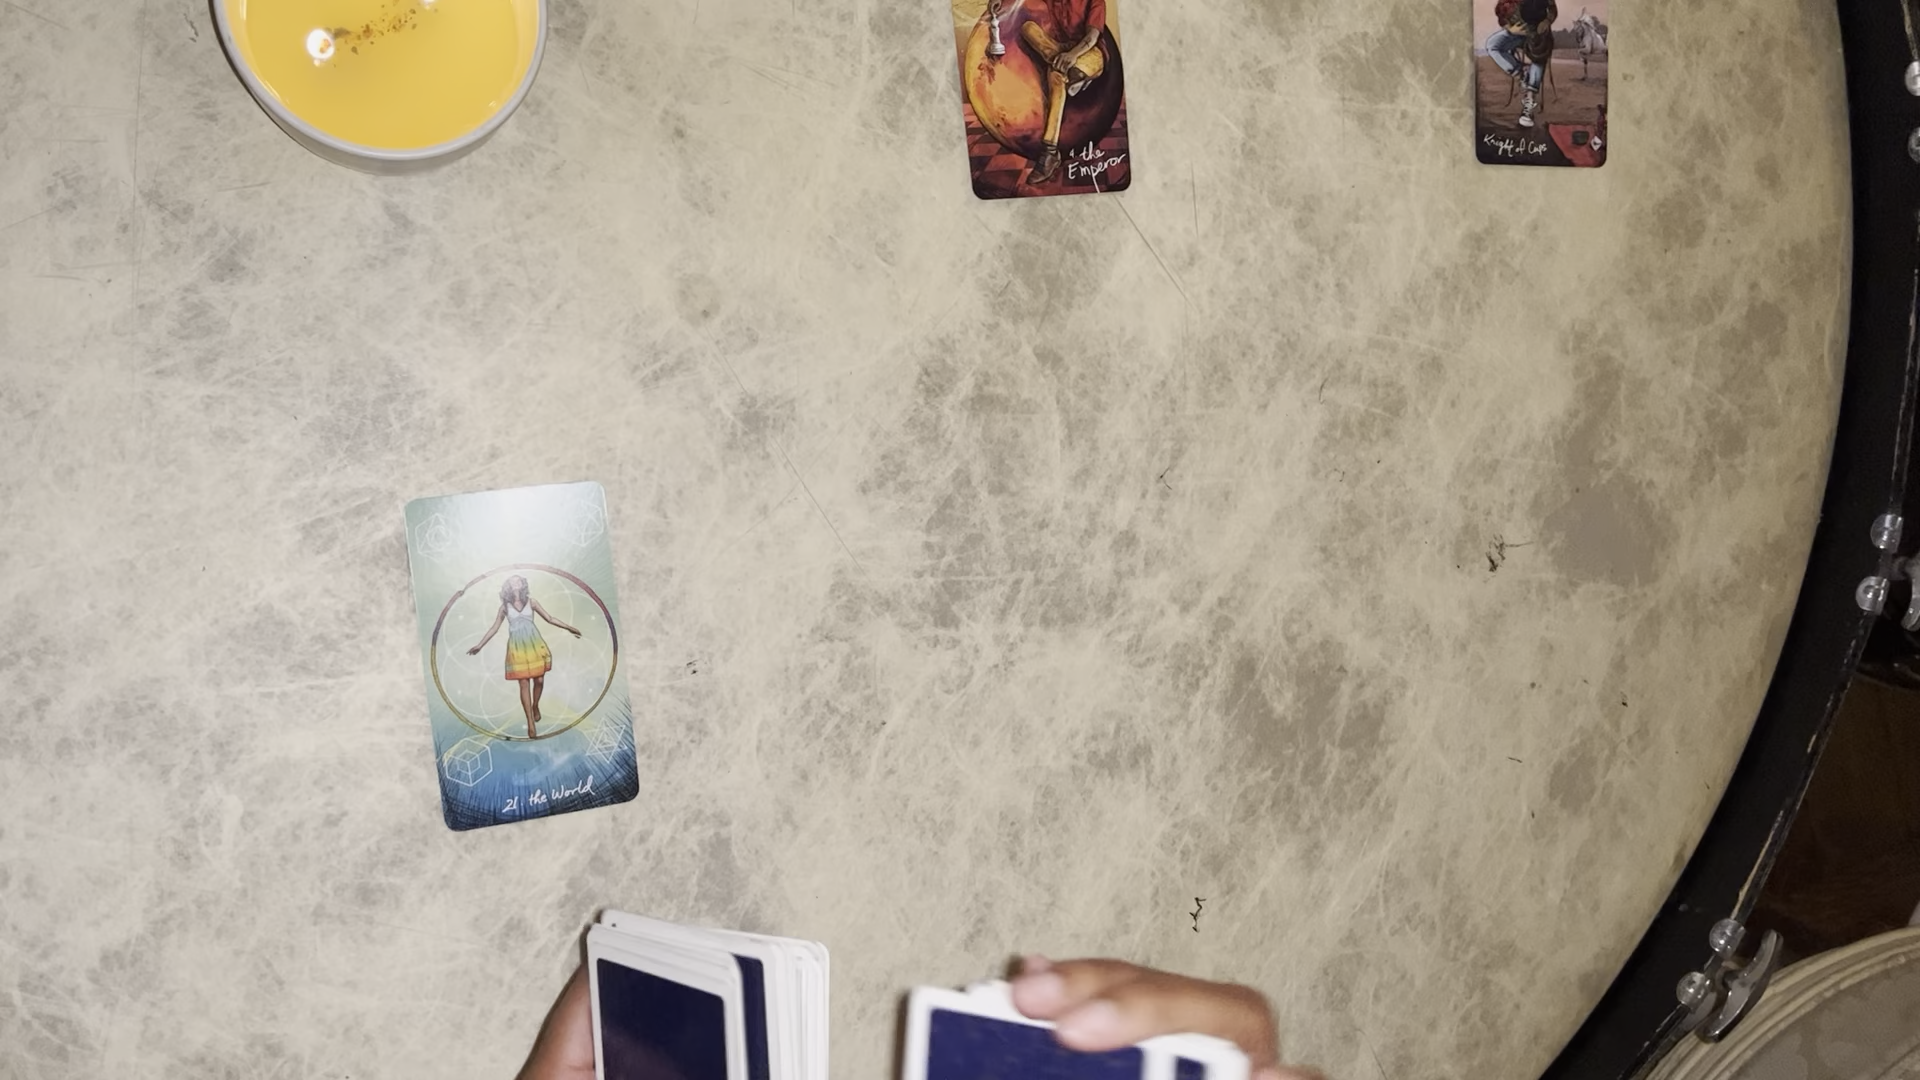 4. the
Emperor
Knight of Cups
21. the World